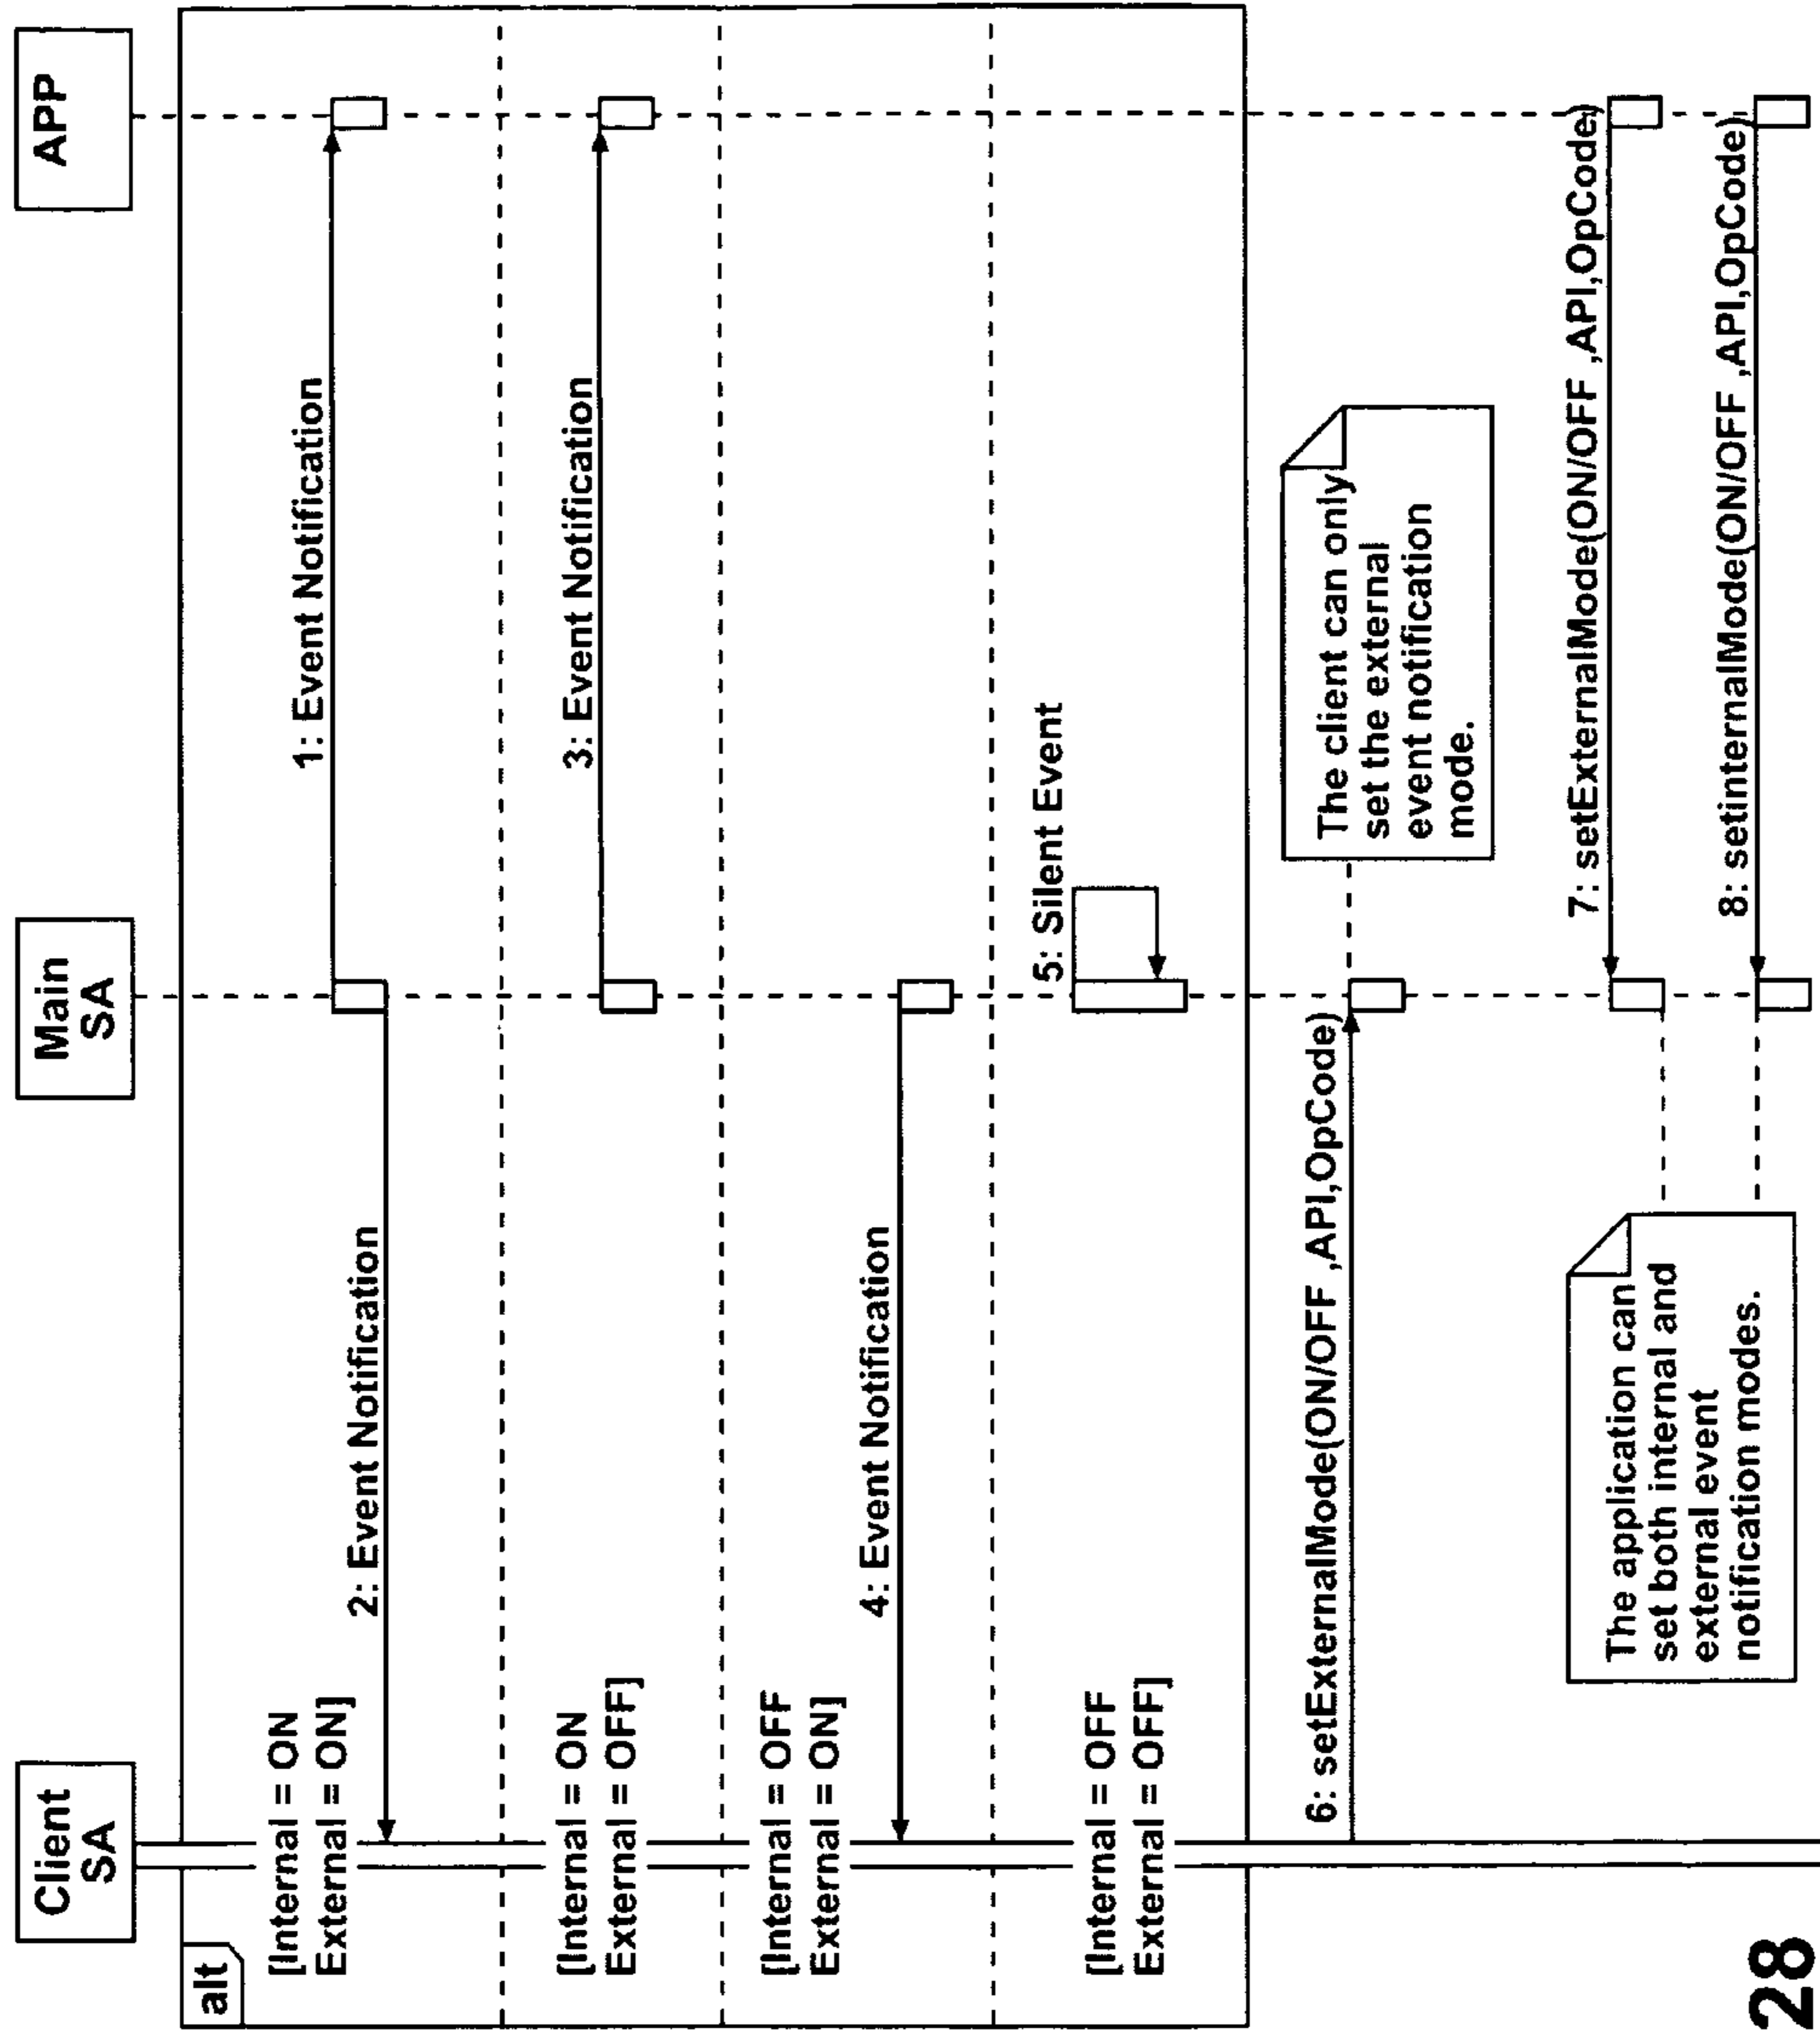 Client
SA
Main
SA
APP
alt
[Internal = ON
External = ON]
1: Event Notification
2: Event Notification
[Internal = ON
External = OFF]
3: Event Notification
[Internal = OFF
External = ON]
4: Event Notification
[Internal = OFF
External = OFF]
5: Silent Event
6: setExternalMode(ON/OFF ,API,OpCode)
The client can only
set the external
event notification
mode.
7: setExternalMode(ON/OFF ,API,OpCode)
The application can
set both internal and
external event
notification modes.
8: setinternalMode(ON/OFF ,API,OpCode)
28